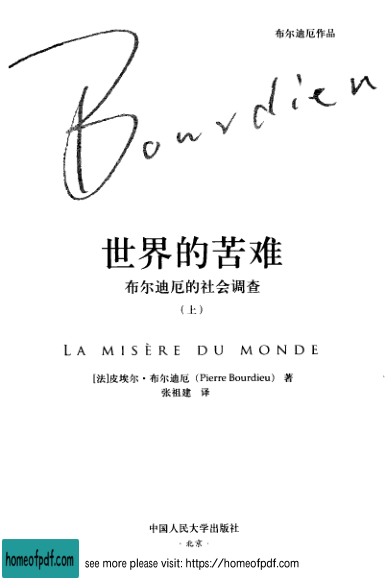 布尔迪厄作品
Bourdieu
世界的苦难
布尔迪厄的社会调查
（上）
LA MISÈRE DU MONDE
[法]皮埃尔·布尔迪厄（Pierre Bourdieu）著
张祖建 译
中国人民大学出版社
·北京·
homeofpdf.com
see more please visit: https://homeofpdf.com